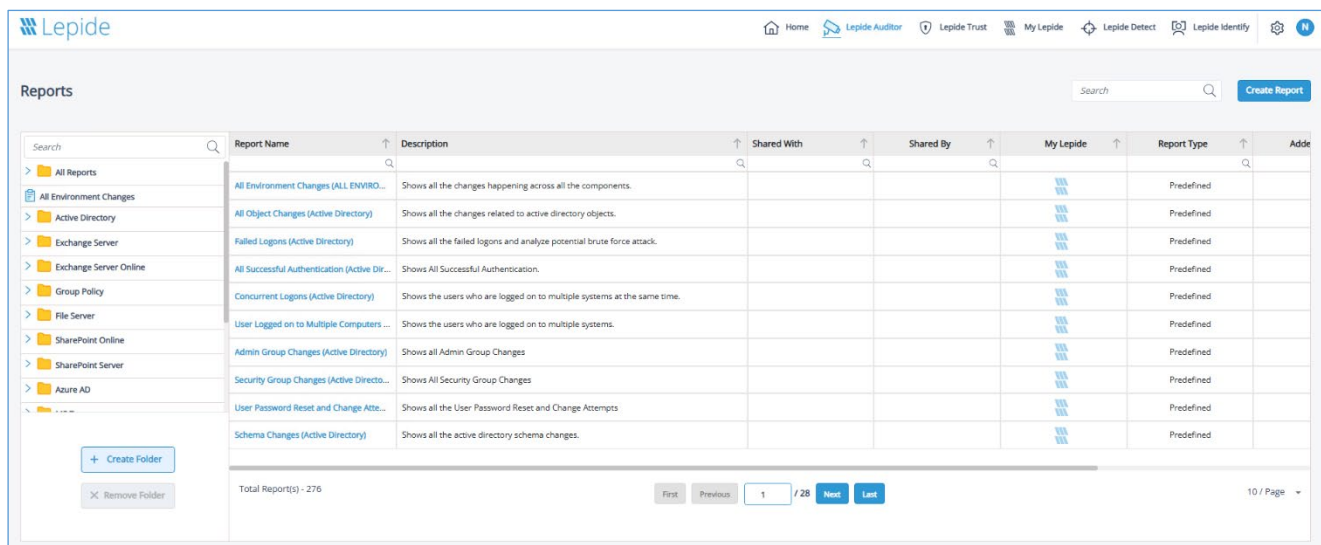 Lepide
Home Lepide Auditor Lepide Trust My Lepide Lepide Detect Lepide Identify N
Reports
Search
Create Report
Search
All Reports
All Environment Changes
Active Directory
Exchange Server
Exchange Server Online
Group Policy
File Server
SharePoint Online
SharePoint Server
Azure AD
+ Create Folder
× Remove Folder
Report Name Description Shared With Shared By My Lepide Report Type Adde
All Environment Changes (ALL ENVIRO... Shows all the changes happening across all the components. Predefined
All Object Changes (Active Directory) Shows all the changes related to active directory objects. Predefined
Failed Logons (Active Directory) Shows all the failed logons and analyze potential brute force attack. Predefined
All Successful Authentication (Active Dir... Shows All Successful Authentication. Predefined
Concurrent Logons (Active Directory) Shows the users who are logged on to multiple systems at the same time. Predefined
User Logged on to Multiple Computers ... Shows the users who are logged on to multiple systems. Predefined
Admin Group Changes (Active Directory) Shows all Admin Group Changes Predefined
Security Group Changes (Active Directo... Shows All Security Group Changes Predefined
User Password Reset and Change Atte... Shows all the User Password Reset and Change Attempts Predefined
Schema Changes (Active Directory) Shows all the active directory schema changes. Predefined
Total Report(s) - 276 First Previous 1 / 28 Next Last 10 / Page